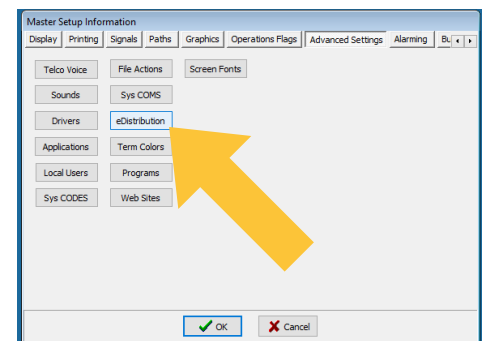 Master Setup Information
Display Printing Signals Paths Graphics Operations Flags Advanced Settings Alarming
Telco Voice File Actions Screen Fonts
Sounds Sys COMS
Drivers eDistribution
Applications Term Colors
Local Users Programs
Sys CODES Web Sites
OK Cancel